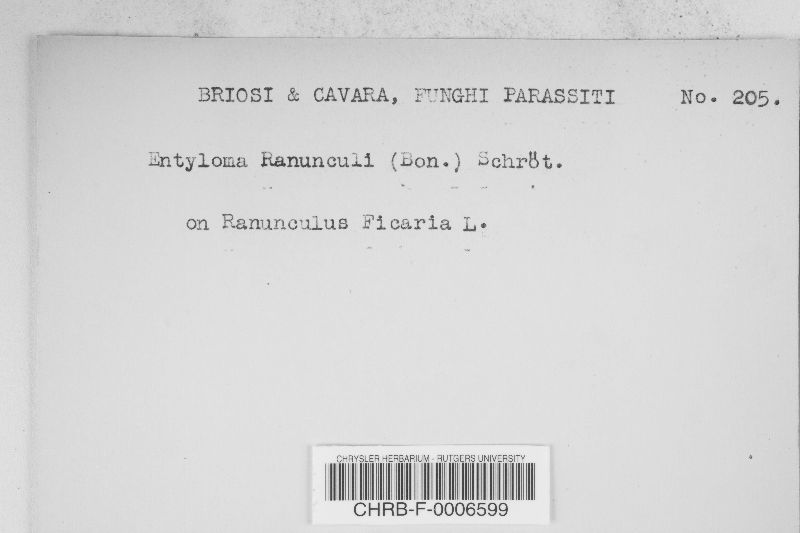 BRIOSI & CAVARA, FUNGHI PARASSITI No. 205.
Entyloma Ranunculi (Bon.) Schröt.
on Ranunculus Ficaria L.
CHRYSLER HERBARIUM - RUTGERS UNIVERSITY
CHRB-F-0006599